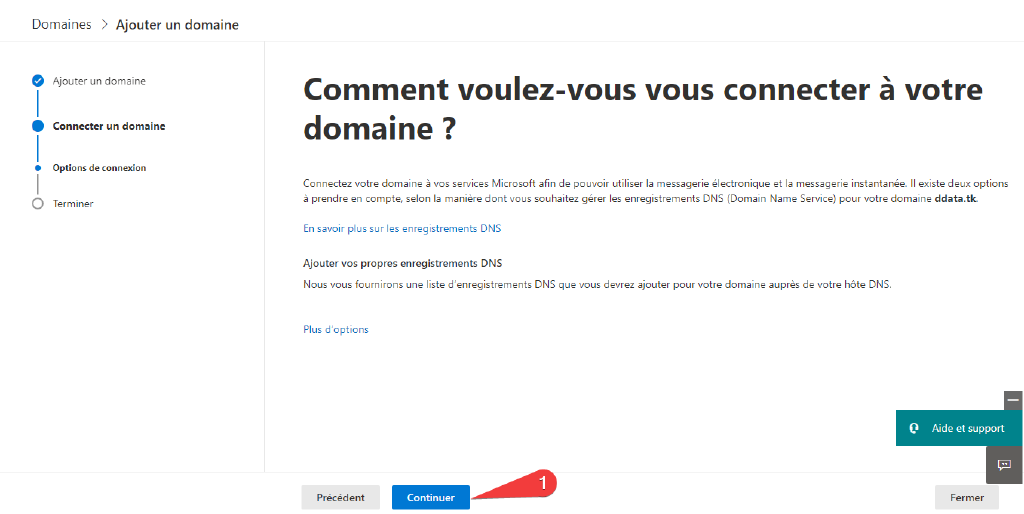 Domaines > Ajouter un domaine
Ajouter un domaine
Connecter un domaine
Options de connexion
Terminer
Comment voulez-vous vous connecter à votre
domaine ?
Connectez votre domaine à vos services Microsoft afin de pouvoir utiliser la messagerie électronique et la messagerie instantanée. Il existe deux options
à prendre en compte, selon la manière dont vous souhaitez gérer les enregistrements DNS (Domain Name Service) pour votre domaine ddata.tk.
En savoir plus sur les enregistrements DNS
Ajouter vos propres enregistrements DNS
Nous vous fournirons une liste d'enregistrements DNS que vous devrez ajouter pour votre domaine auprès de votre hôte DNS.
Plus d'options
Aide et support
Précédent
Continuer
1
Fermer